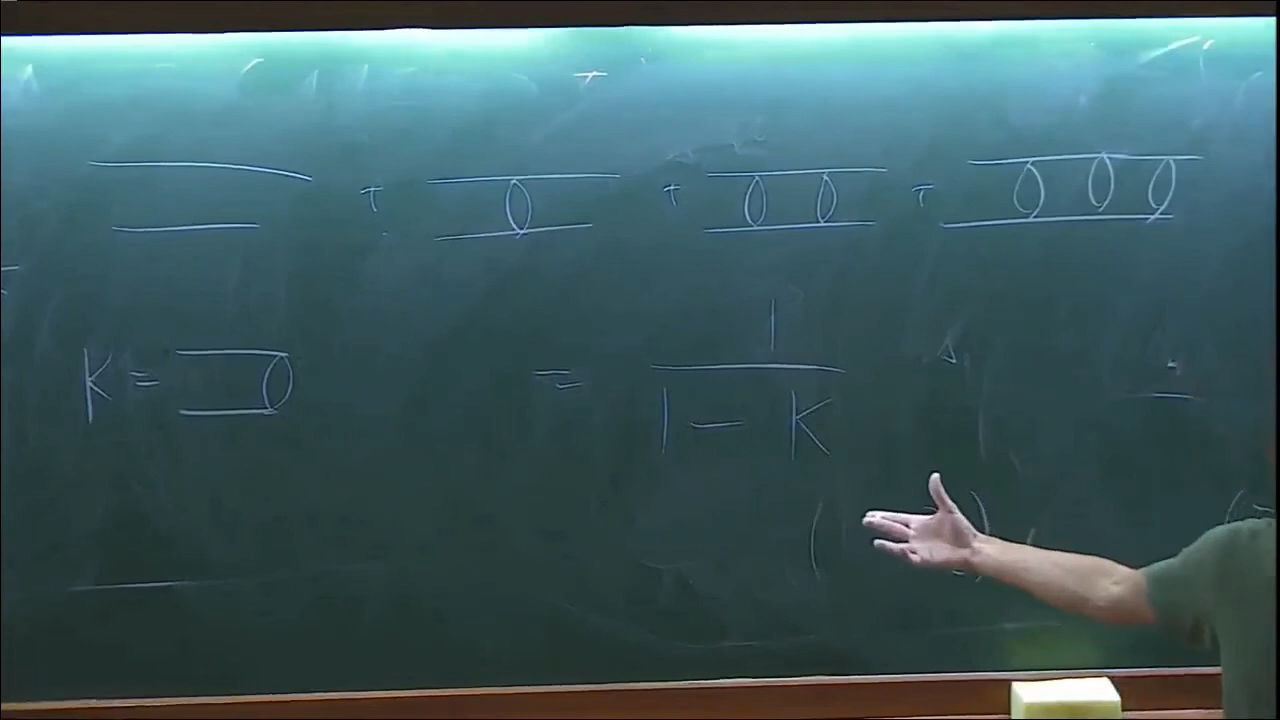 + + +
K = = 1 / (1 - K)
( )